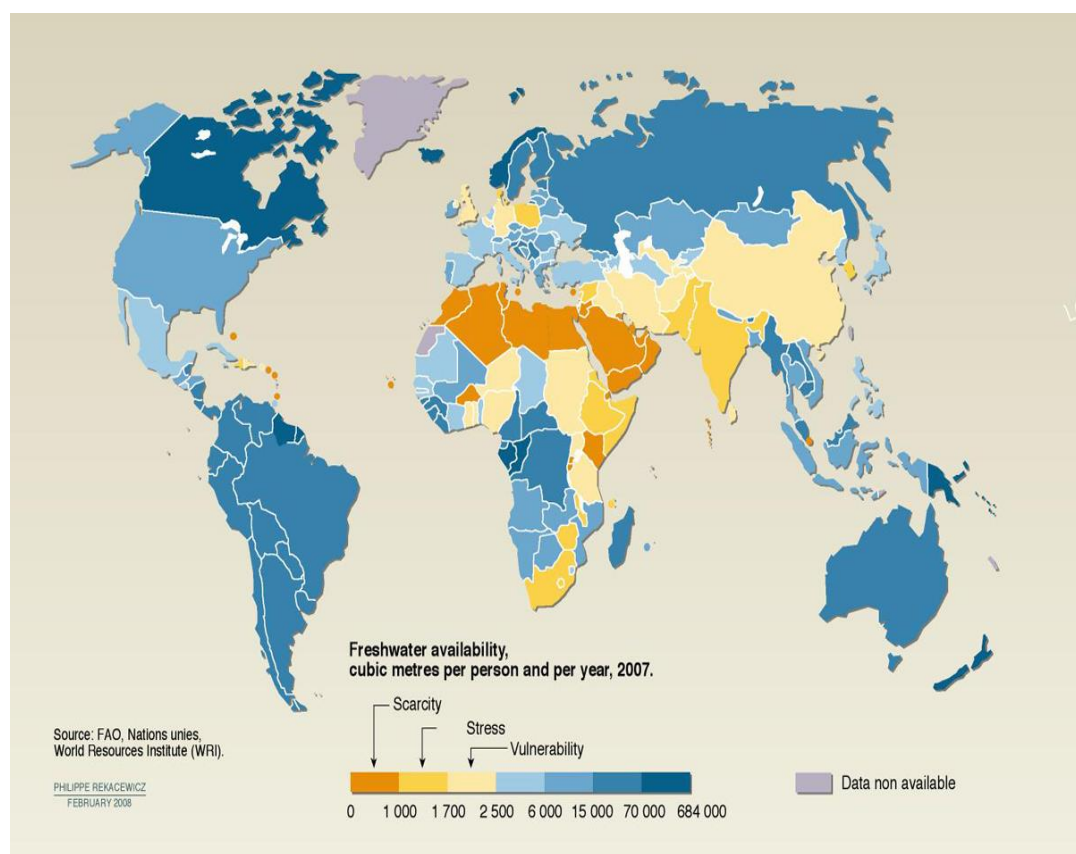 Freshwater availability,
cubic metres per person and per year, 2007.
Scarcity
Stress
Vulnerability
0 1 000 1 700 2 500 6 000 15 000 70 000 684 000
Data non available
Source: FAO, Nations unies,
World Resources Institute (WRI).
PHILIPPE REKACEWICZ
FEBRUARY 2008